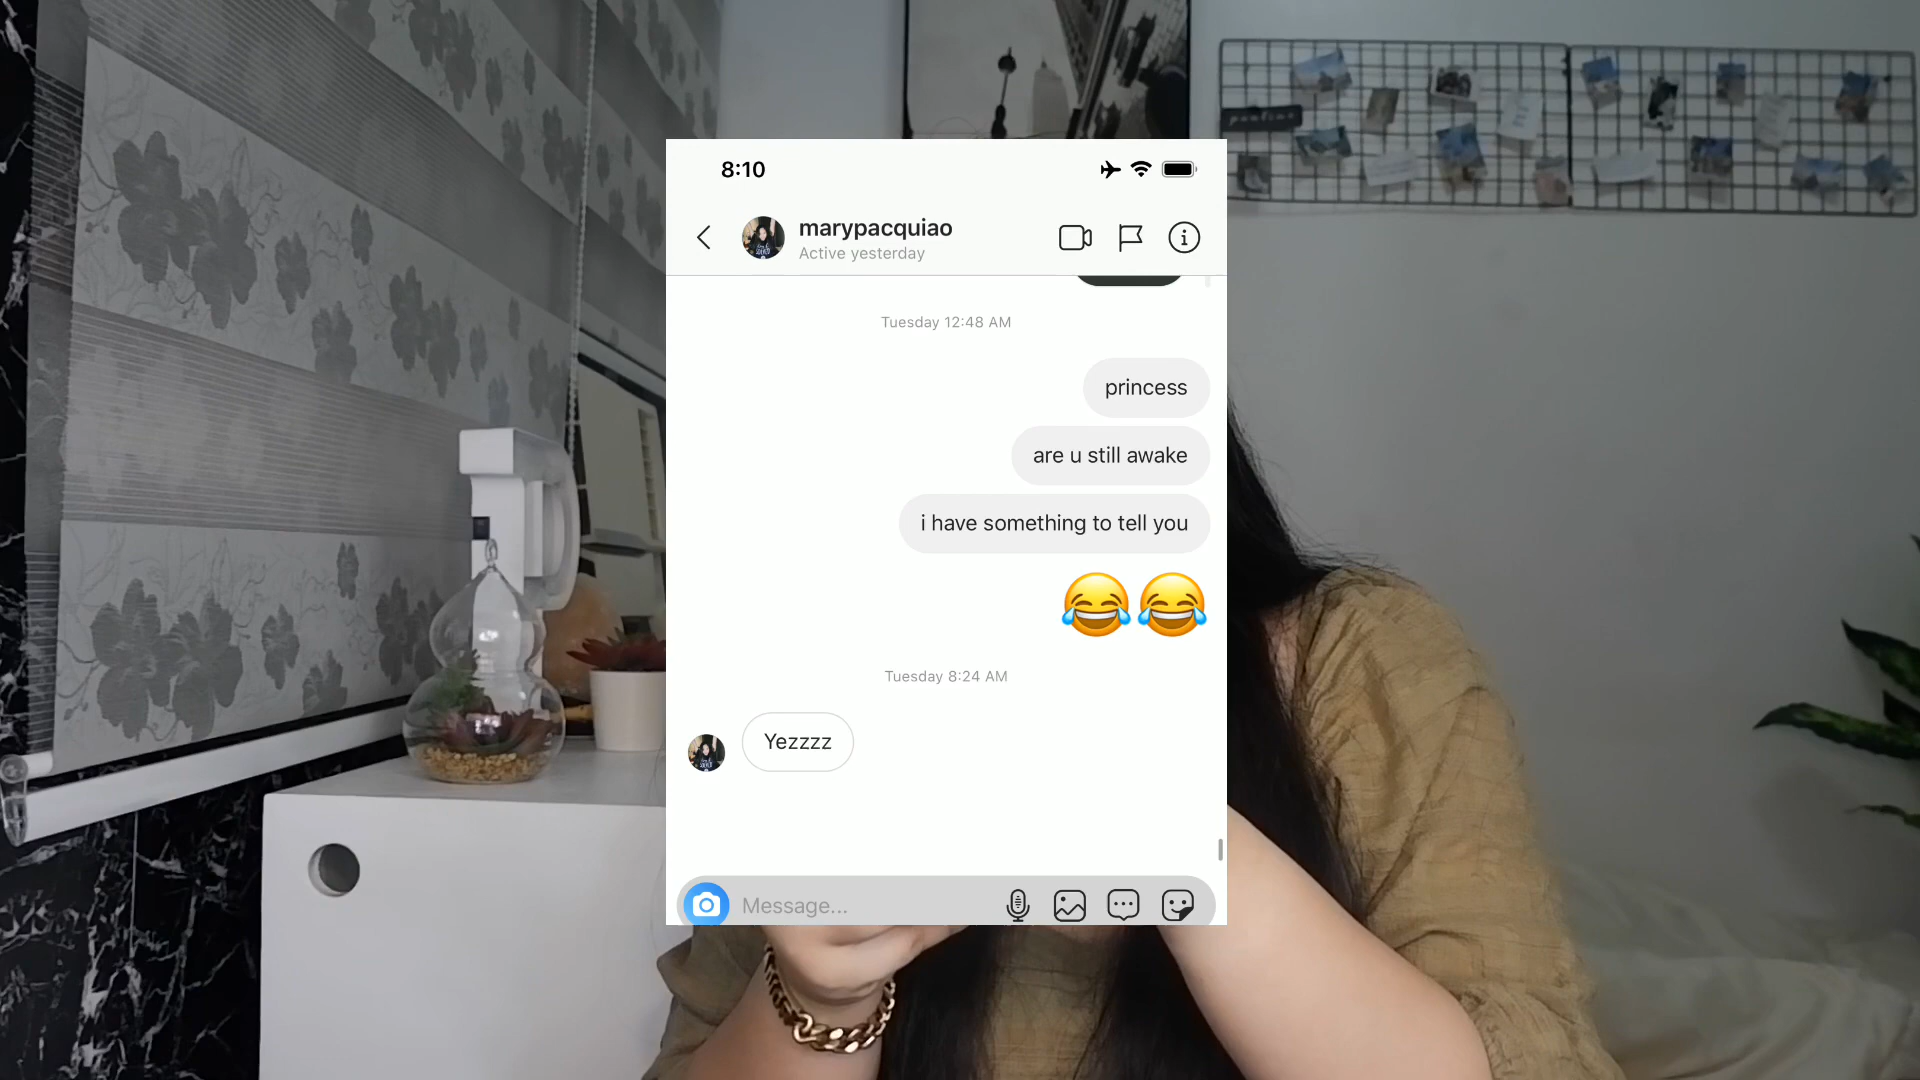 8:10
marypacquiao
Active yesterday
Tuesday 12:48 AM
princess
are u still awake
i have something to tell you
😂😂
Tuesday 8:24 AM
Yezzzz
Message...